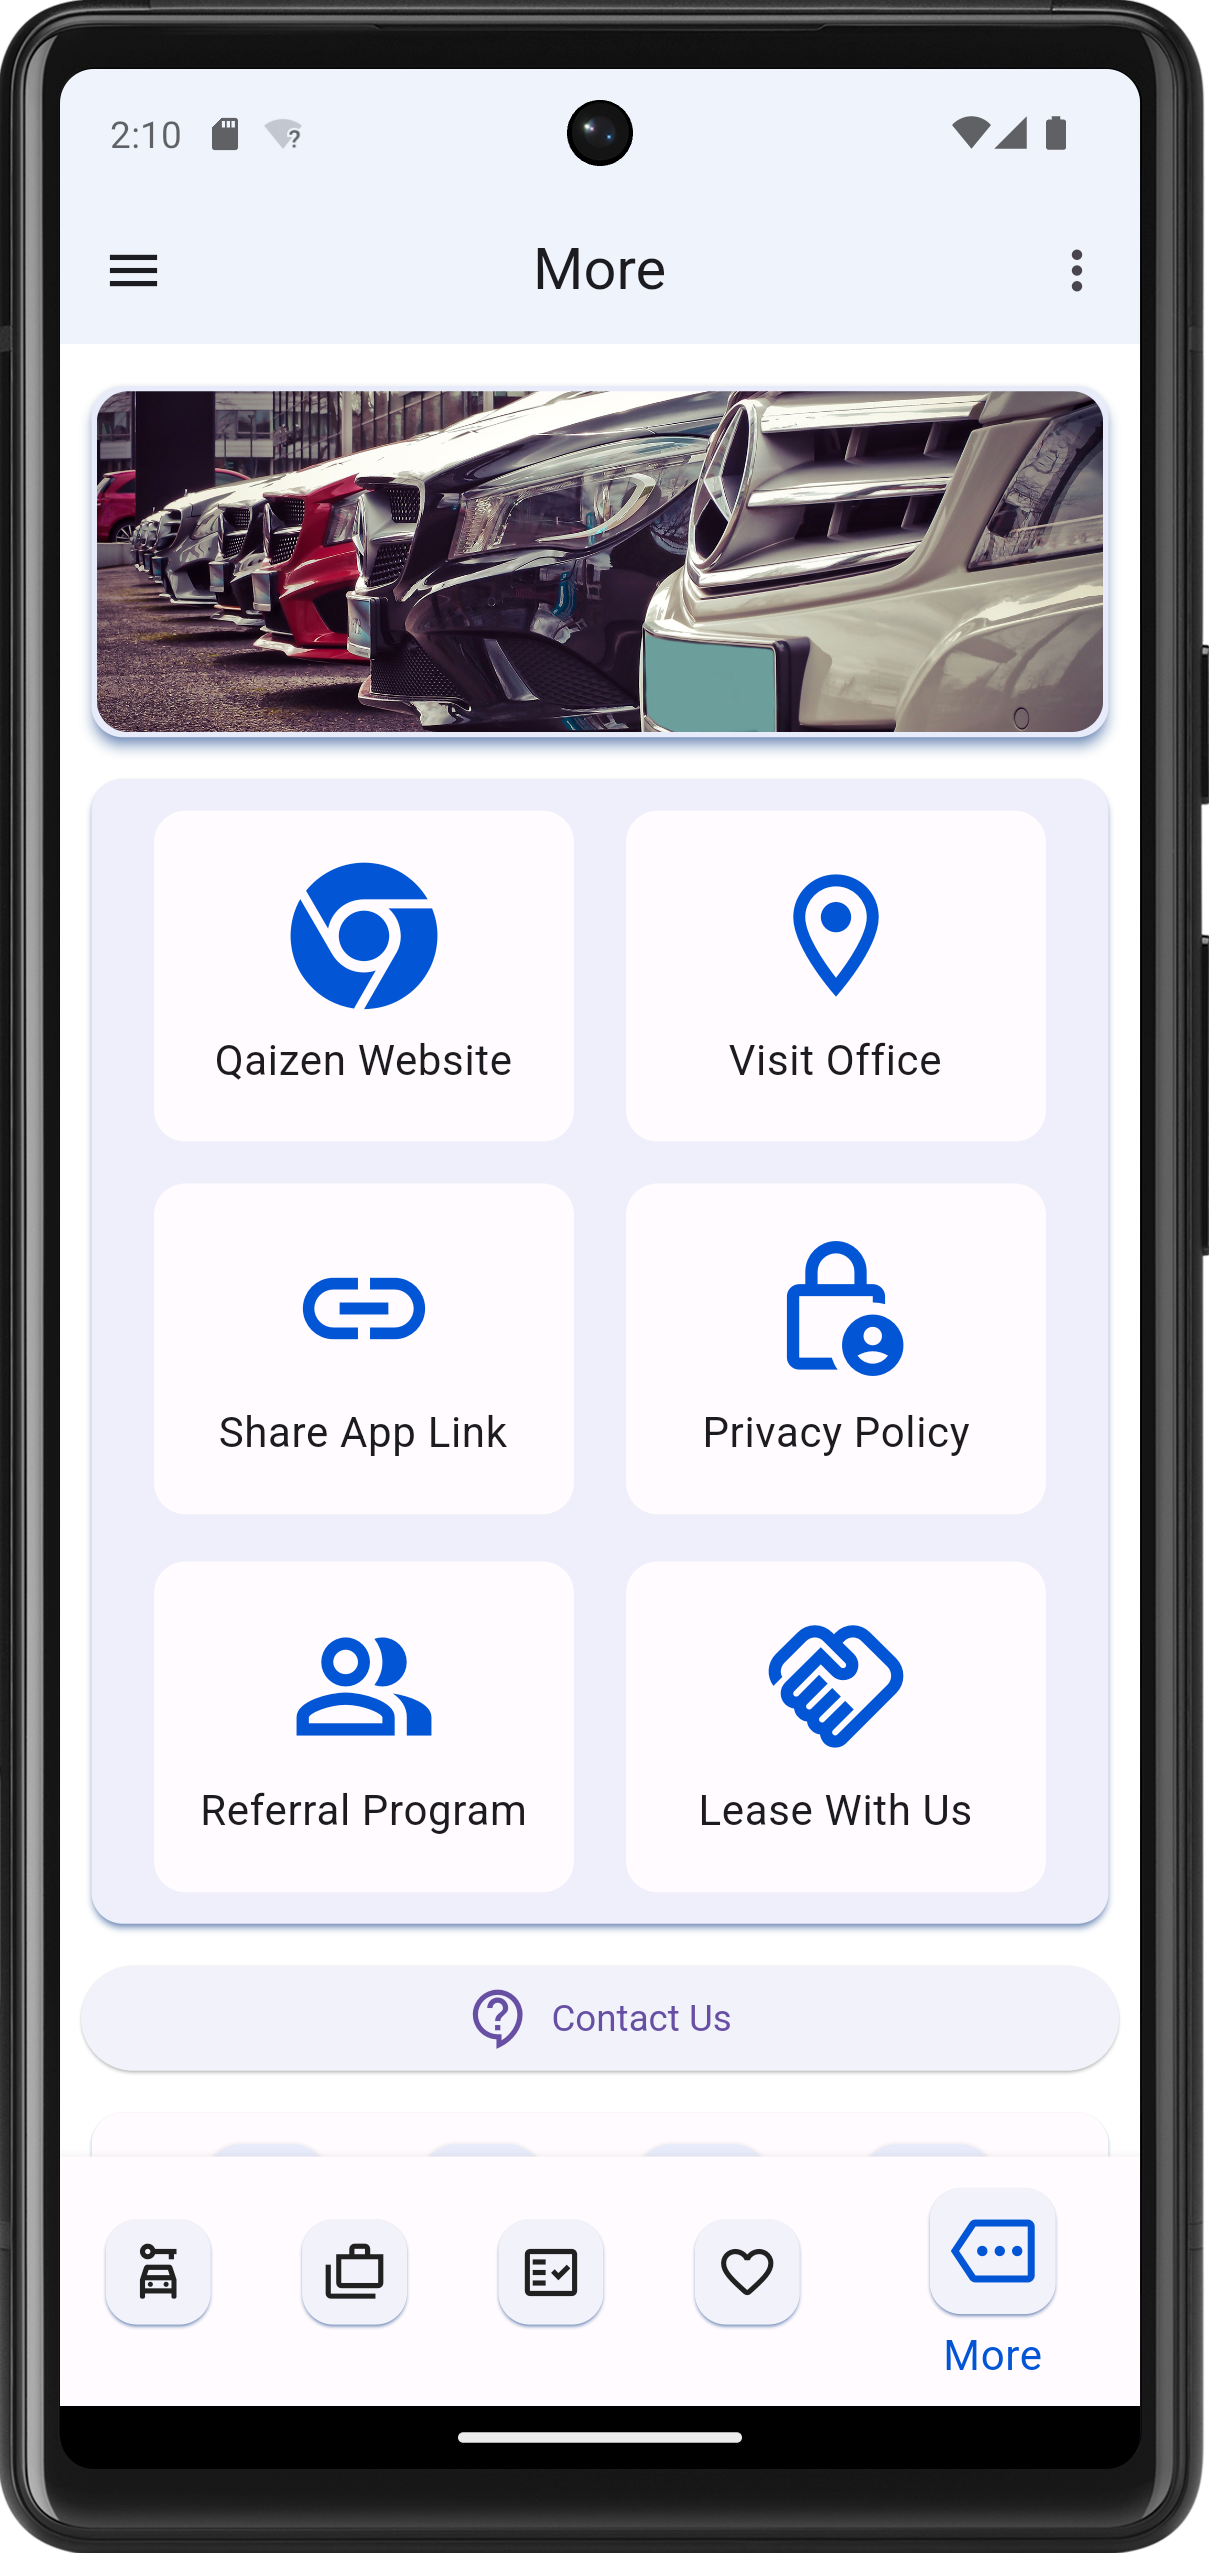 2:10
More
Qaizen Website
Visit Office
Share App Link
Privacy Policy
Referral Program
Lease With Us
Contact Us
More